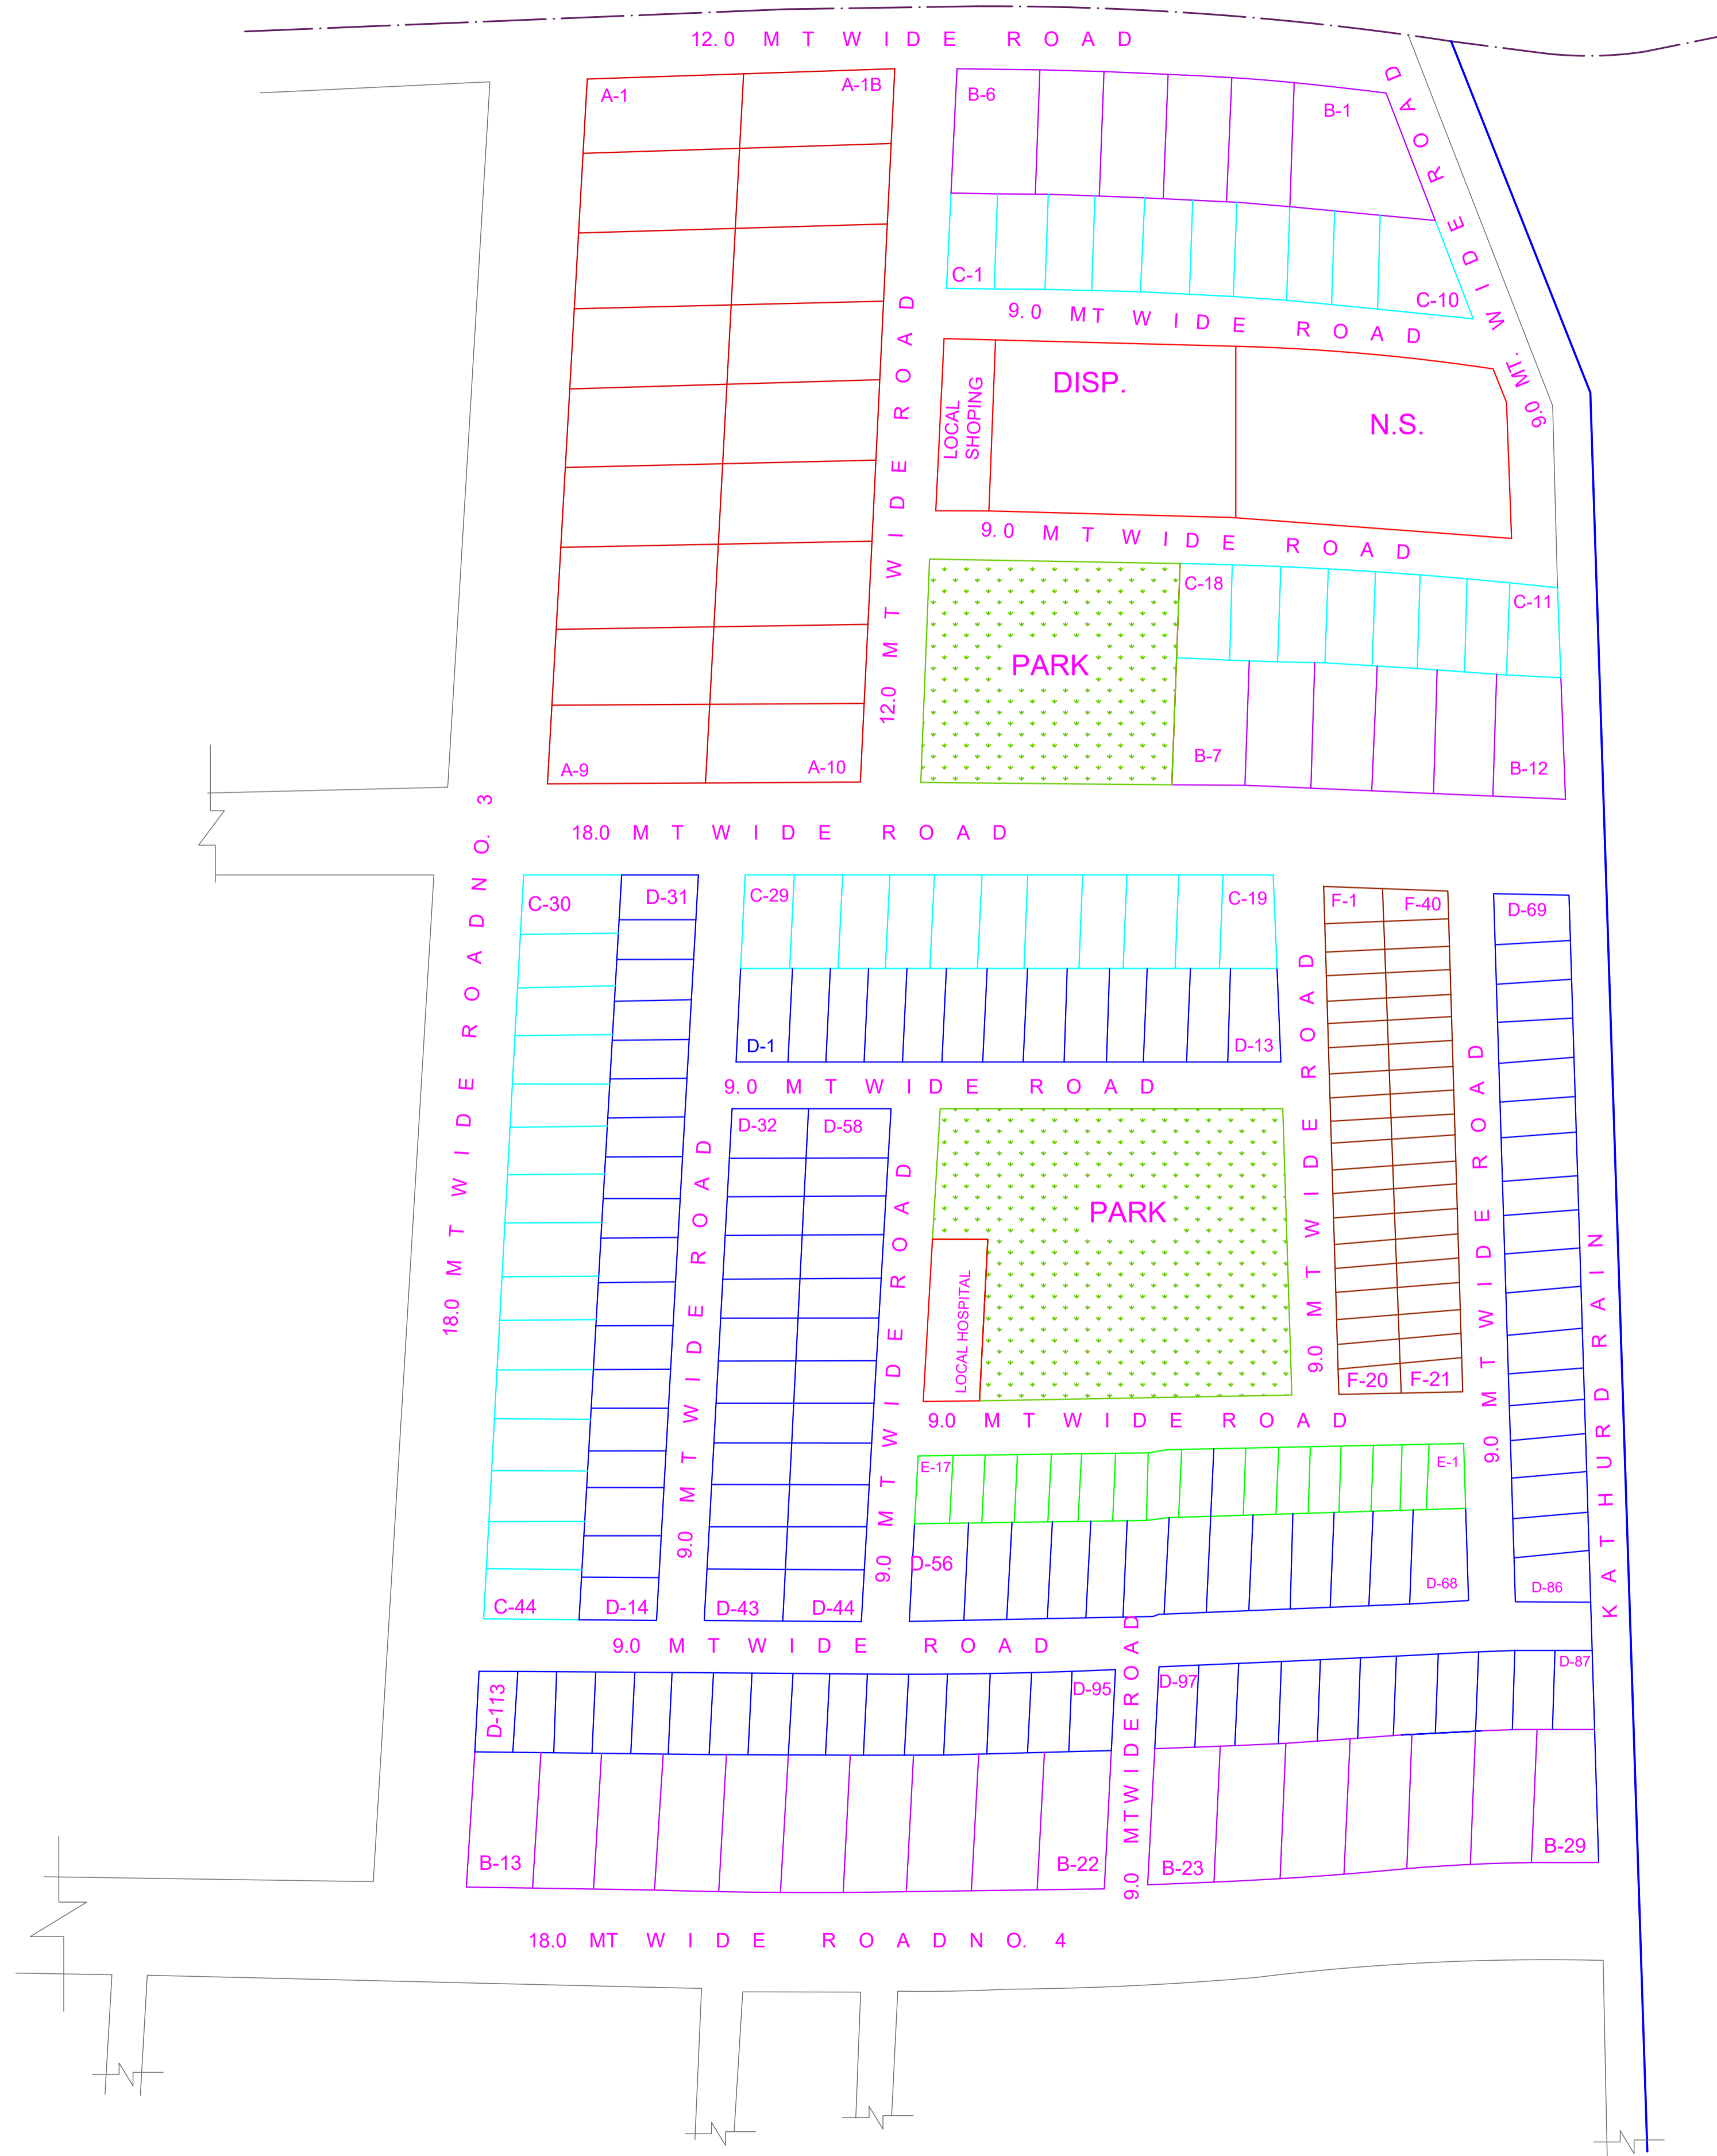 12.0 MT WIDE ROAD
A-1
A-1B
B-6
B-1
9.0 MT. WIDE ROAD
C-1
C-10
9.0 MT WIDE ROAD
LOCAL
SHOPING
DISP.
N.S.
9.0 MT WIDE ROAD
12.0 MT WIDE ROAD
PARK
C-18
C-11
B-7
B-12
A-9
A-10
18.0 MT WIDE ROAD
18.0 MT WIDE ROAD NO. 3
C-30
D-31
C-29
C-19
F-1
F-40
D-69
D-1
D-13
9.0 MT WIDE ROAD
D-32
D-58
PARK
LOCAL HOSPITAL
9.0 MT WIDE ROAD
9.0 MT WIDE ROAD
9.0 MT WIDE ROAD
9.0 MT WIDE ROAD
KATHURD RAIN
F-20
F-21
9.0 MT WIDE ROAD
E-17
E-1
D-56
D-68
D-86
C-44
D-14
D-43
D-44
9.0 MT WIDE ROAD
D-113
D-95
D-97
D-87
9.0 MTWIDEROAD
B-13
B-22
B-23
B-29
18.0 MT WIDE ROAD NO. 4